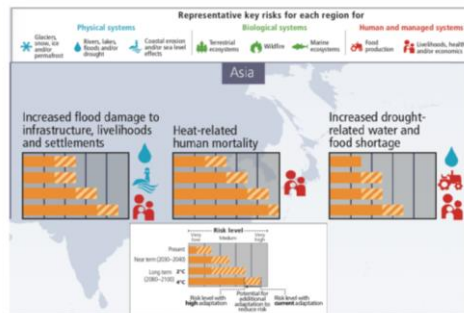 Representative key risks for each region for
Physical systems
Biological systems
Human and managed systems
Glaciers,
snow, ice
and/or
permafrost
Rivers, lakes,
floods and/or
drought
Coastal erosion
and/or sea level
effects
Terrestrial
ecosystems
Wildfire
Marine
ecosystems
Food
production
Livelihoods, health
and/or economics
Asia
Increased flood damage to
infrastructure, livelihoods
and settlements
Heat-related
human mortality
Increased drought-
related water and
food shortage
Risk level
Very
low
Medium
Very
high
Present
Near term (2030–2040)
Long term
(2080–2100)
2°C
4°C
Risk level with
high adaptation
Potential for
additional
adaptation to
reduce risk
Risk level with
current adaptation